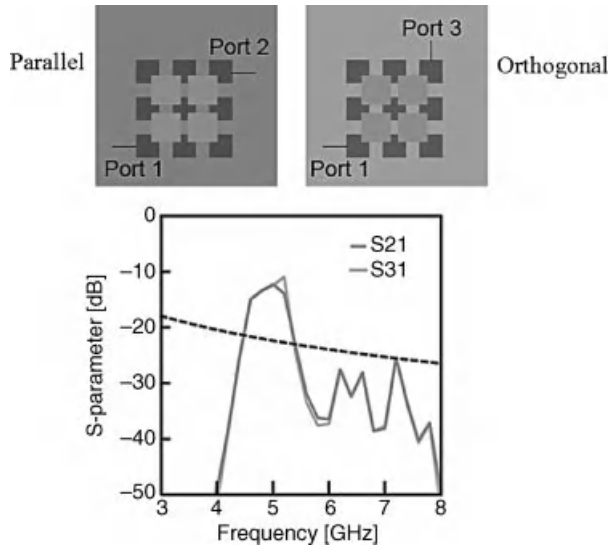 Parallel
Port 2
Port 1
Port 3
Port 1
Orthogonal
0
−10
−20
−30
−40
−50
S-parameter [dB]
S21
S31
3 4 5 6 7 8
Frequency [GHz]